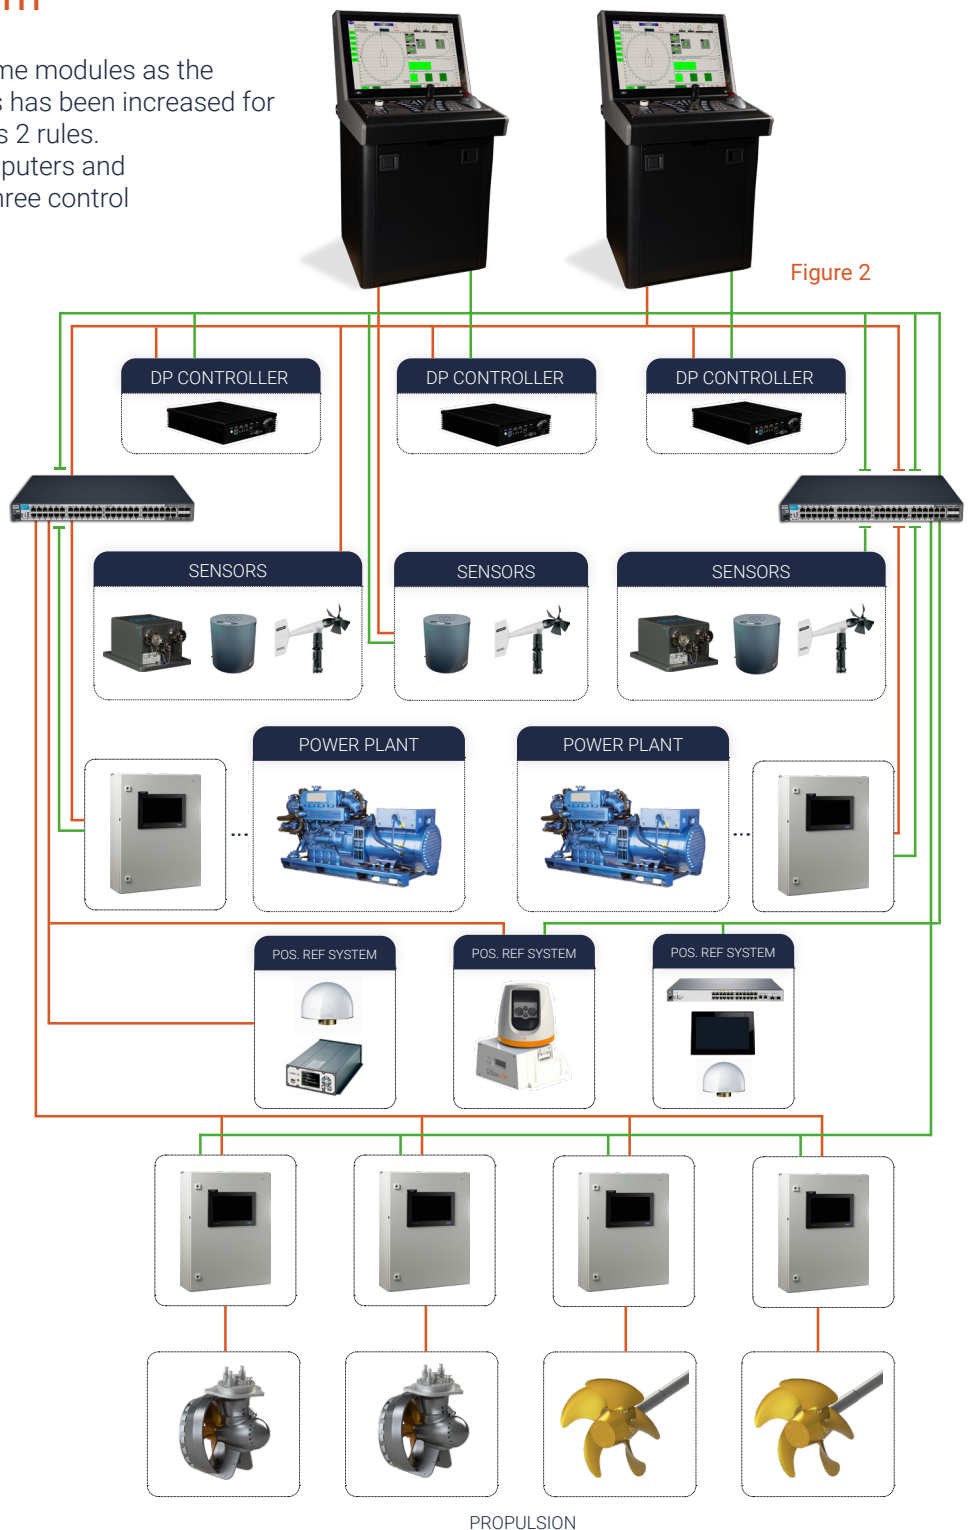 me modules as the
s has been increased for
s 2 rules.
puters and
hree control
Figure 2
DP CONTROLLER
DP CONTROLLER
DP CONTROLLER
SENSORS
SENSORS
SENSORS
POWER PLANT
POWER PLANT
...
...
POS. REF SYSTEM
POS. REF SYSTEM
POS. REF SYSTEM
PROPULSION